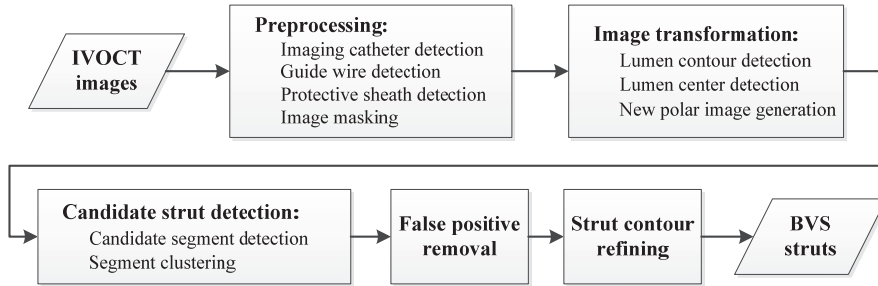 IVOCT
images
Preprocessing:
Imaging catheter detection
Guide wire detection
Protective sheath detection
Image masking
Image transformation:
Lumen contour detection
Lumen center detection
New polar image generation
Candidate strut detection:
Candidate segment detection
Segment clustering
False positive
removal
Strut contour
refining
BVS
struts